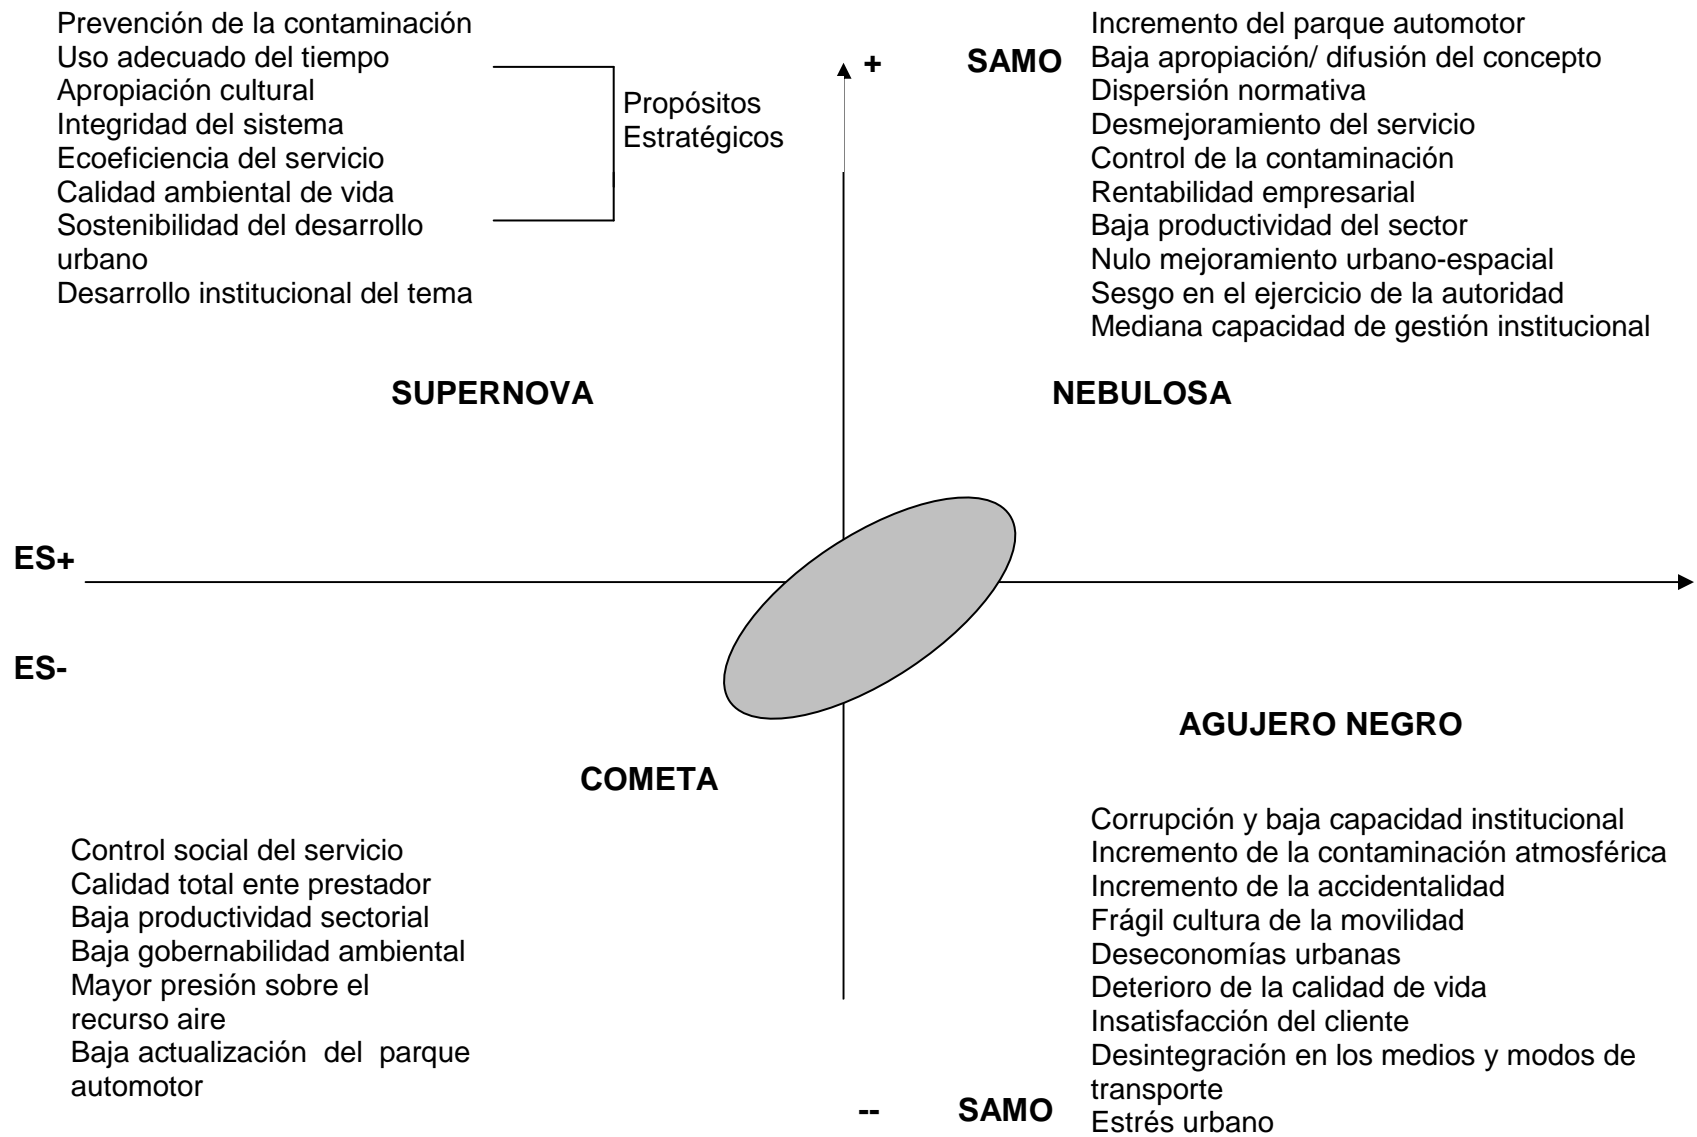 Prevención de la contaminación
Uso adecuado del tiempo
Apropiación cultural
Integridad del sistema
Ecoeficiencia del servicio
Calidad ambiental de vida
Sostenibilidad del desarrollo
urbano
Desarrollo institucional del tema
Propósitos
Estratégicos
+ SAMO
Incremento del parque automotor
Baja apropiación/ difusión del concepto
Dispersión normativa
Desmejoramiento del servicio
Control de la contaminación
Rentabilidad empresarial
Baja productividad del sector
Nulo mejoramiento urbano-espacial
Sesgo en el ejercicio de la autoridad
Mediana capacidad de gestión institucional
SUPERNOVA
NEBULOSA
ES+
ES-
COMETA
AGUJERO NEGRO
Control social del servicio
Calidad total ente prestador
Baja productividad sectorial
Baja gobernabilidad ambiental
Mayor presión sobre el
recurso aire
Baja actualización del parque
automotor
Corrupción y baja capacidad institucional
Incremento de la contaminación atmosférica
Incremento de la accidentalidad
Frágil cultura de la movilidad
Deseconomías urbanas
Deterioro de la calidad de vida
Insatisfacción del cliente
Desintegración en los medios y modos de
transporte
Estrés urbano
-- SAMO